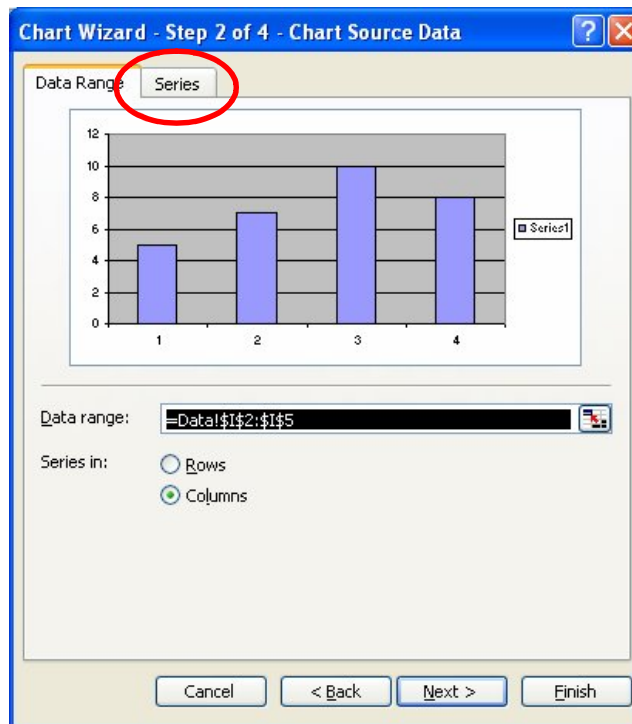 Chart Wizard - Step 2 of 4 - Chart Source Data
Data Range Series
12
10
8
6
4
2
0
Series1
1 2 3 4
Data range: =Data!$I$2:$I$5
Series in: Rows
Columns
Cancel < Back Next > Finish